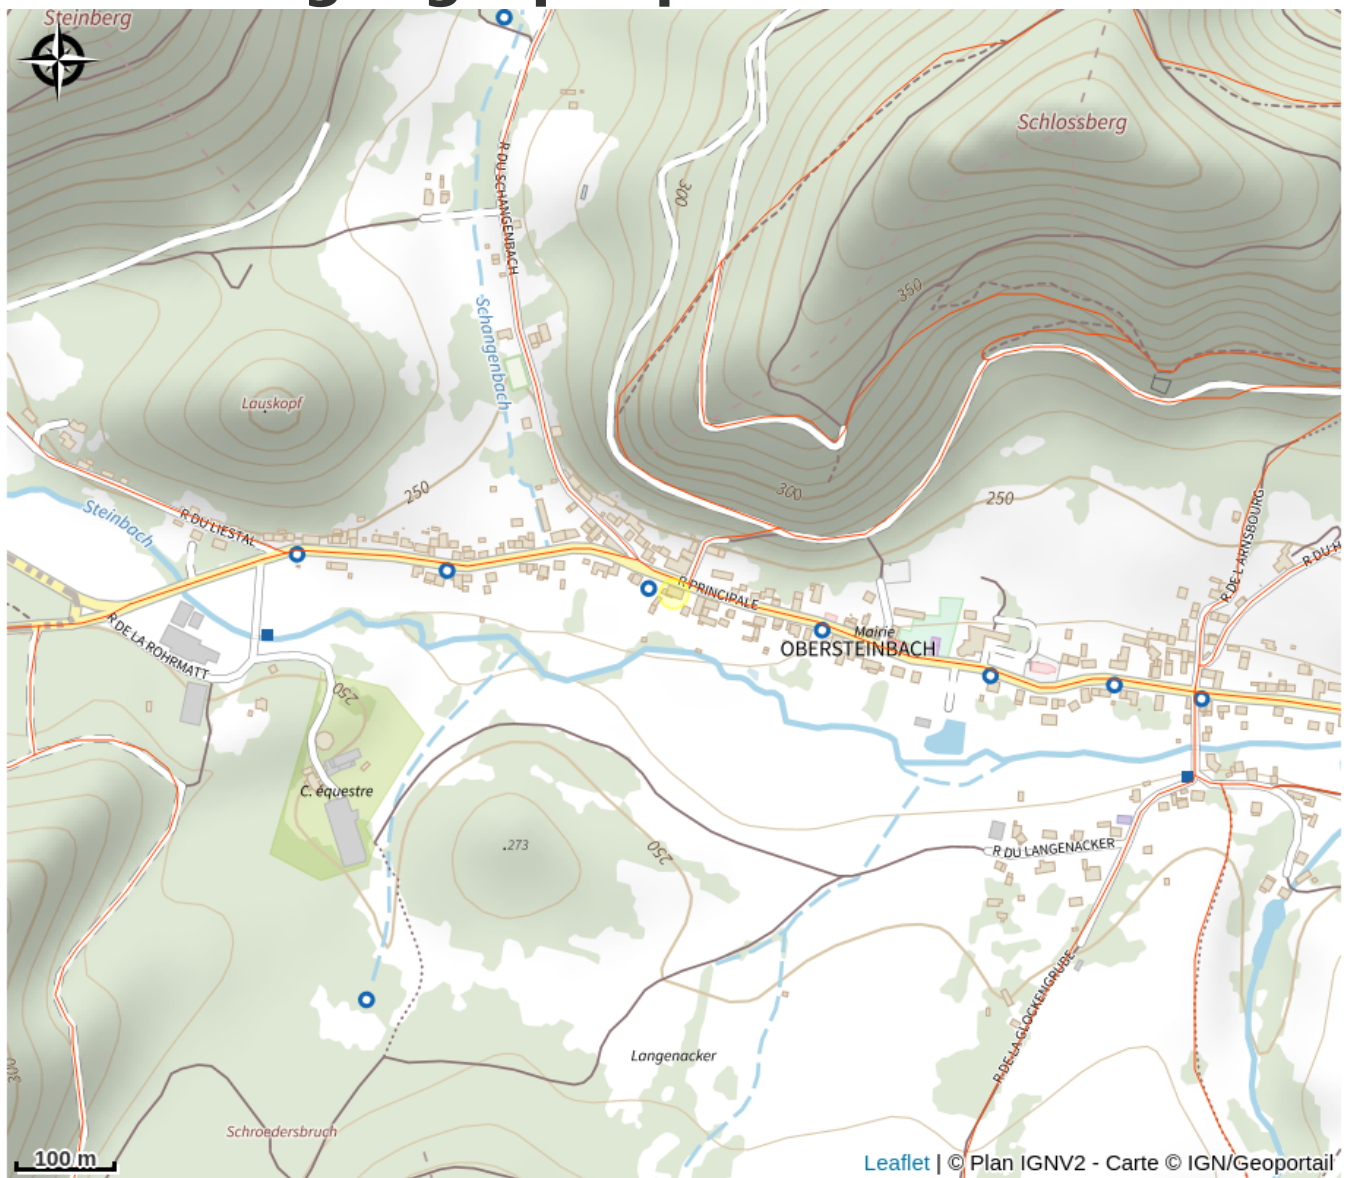 Steinberg
Schlossberg
R DU SCHANGENBACH
300
350
Schangenbach
Lauskopf
250
300
250
Steinbach
R DU LIESTAL
R DE L'ARNSBOURG
R DU H
R PRINCIPALE
Mairie
OBERSTEINBACH
R DE LA ROHRMATT
250
C. équestre
.273
250
R DU LANGENACKER
R DE LA GLOCKENGRUBE
Langenacker
300
Schroedersbruch
100 m
Leaflet | © Plan IGNV2 - Carte © IGN/Geoportail